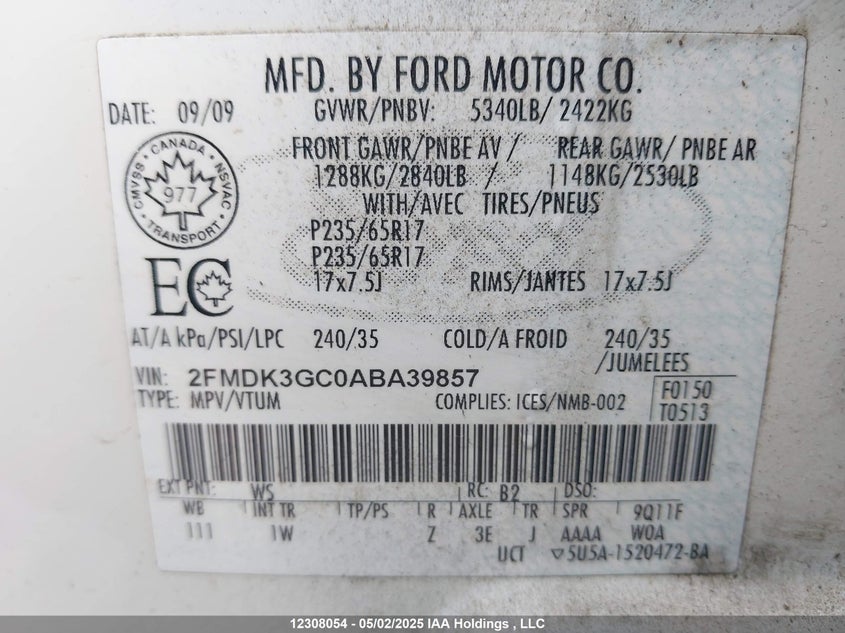 MFD. BY FORD MOTOR CO.
DATE: 09/09 GVWR/PNBV: 5340LB/ 2422KG
FRONT GAWR/PNBE AV / REAR GAWR/ PNBE AR
1288KG/2840LB / 1148KG/2530LB
WITH/AVEC TIRES/PNEUS
P235/65R17
P235/65R17
17x7.5J RIMS/JANTES 17x7.5J
CMVSS • CANADA • NSVAC
977
TRANSPORT
EC
AT/A kPa/PSI/LPC 240/35 COLD/A FROID 240/35
/JUMELEES
VIN: 2FMDK3GC0ABA39857
TYPE: MPV/VTUM COMPLIES: ICES/NMB-002
F0150
T0513
EXT PNT: WS RC: B2 DSO:
WB INT TR TP/PS R AXLE TR SPR 9Q11F
111 1W Z 3E J AAAA WOA
UCT ▽5U5A-1520472-BA
12308054 - 05/02/2025 IAA Holdings , LLC